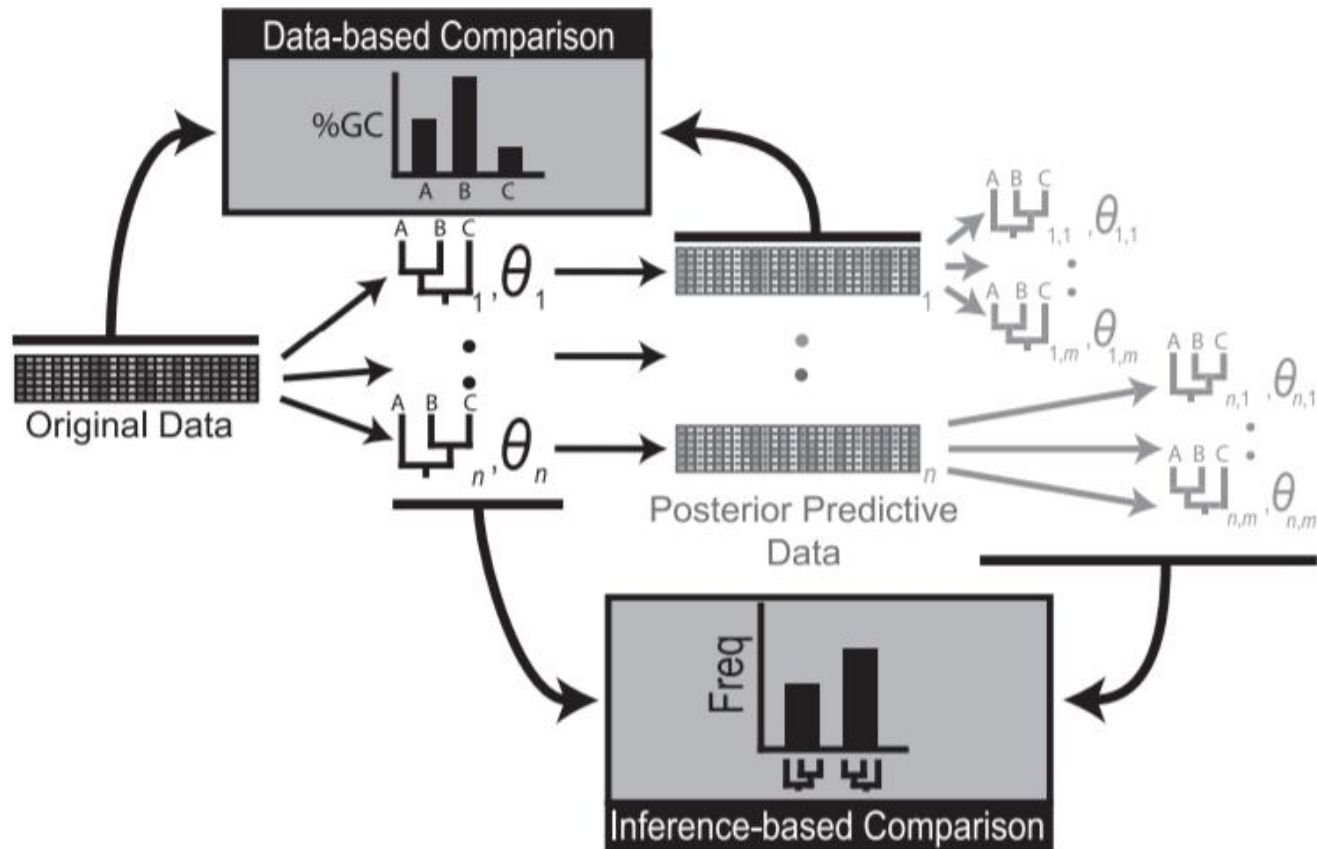 Data-based Comparison
%GC
A B C
A B C
1, θ1
A B C
n, θn
Original Data
1
n
Posterior Predictive
Data
A B C
1,1, θ1,1
A B C
1,m, θ1,m
A B C
n,1, θn,1
A B C
n,m, θn,m
Freq
Inference-based Comparison